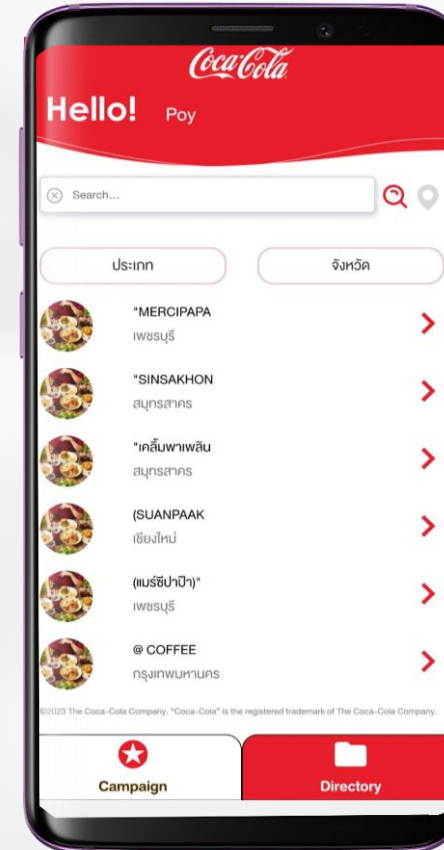 Coca-Cola
Hello! Poy
Search...
ประเภท
จังหวัด
"MERCIPAPA
เพชรบุรี
"SINSAKHON
สมุทรสาคร
"เคลิ้มพาเพลิน
สมุทรสาคร
(SUANPAAK
เชียงใหม่
(แมร์ซีปาป๊า)"
เพชรบุรี
@ COFFEE
กรุงเทพมหานคร
©2023 The Coca-Cola Company. "Coca-Cola" is the registered trademark of The Coca-Cola Company.
Campaign
Directory